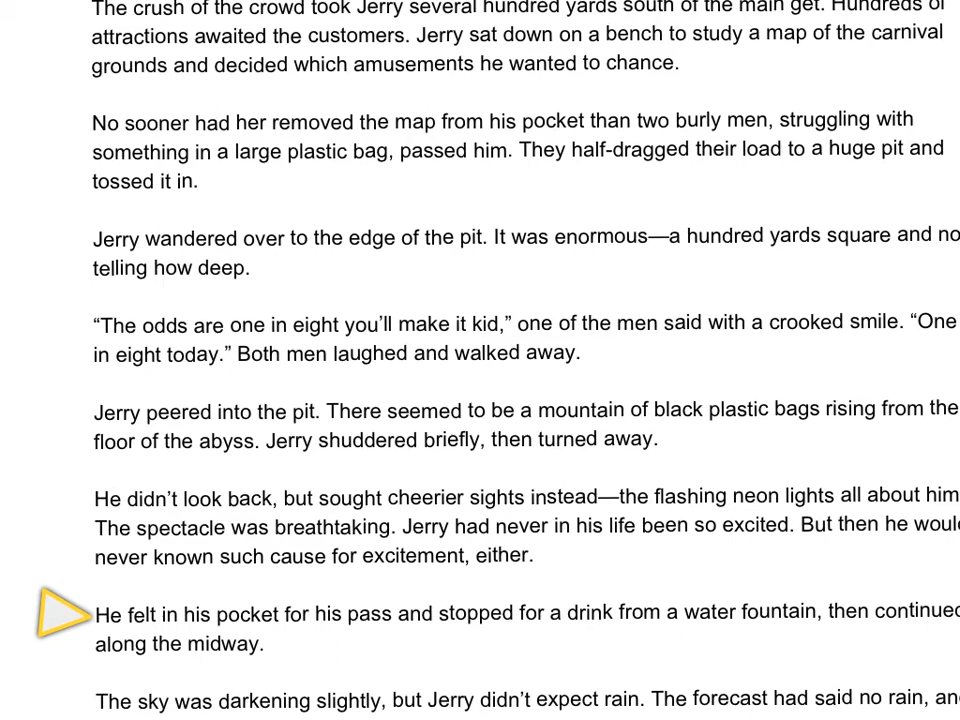 The crush of the crowd took Jerry several hundred yards south of the main get. Hundreds of
attractions awaited the customers. Jerry sat down on a bench to study a map of the carnival
grounds and decided which amusements he wanted to chance.
No sooner had her removed the map from his pocket than two burly men, struggling with
something in a large plastic bag, passed him. They half-dragged their load to a huge pit and
tossed it in.
Jerry wandered over to the edge of the pit. It was enormous—a hundred yards square and no
telling how deep.
“The odds are one in eight you’ll make it kid,” one of the men said with a crooked smile. “One
in eight today.” Both men laughed and walked away.
Jerry peered into the pit. There seemed to be a mountain of black plastic bags rising from the
floor of the abyss. Jerry shuddered briefly, then turned away.
He didn’t look back, but sought cheerier sights instead—the flashing neon lights all about him
The spectacle was breathtaking. Jerry had never in his life been so excited. But then he
never known such cause for excitement, either.
He felt in his pocket for his pass and stopped for a drink from a water fountain, then continued
along the midway.
The sky was darkening slightly, but Jerry didn’t expect rain. The forecast had said no rain,